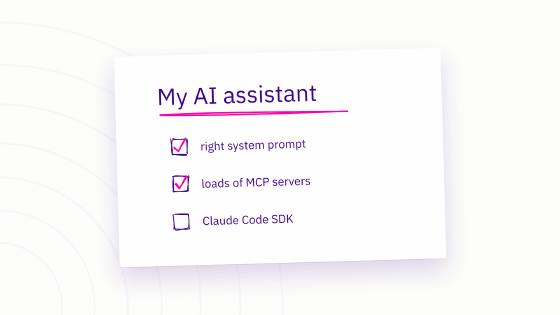 My AI assistant
right system prompt
loads of MCP servers
Claude Code SDK